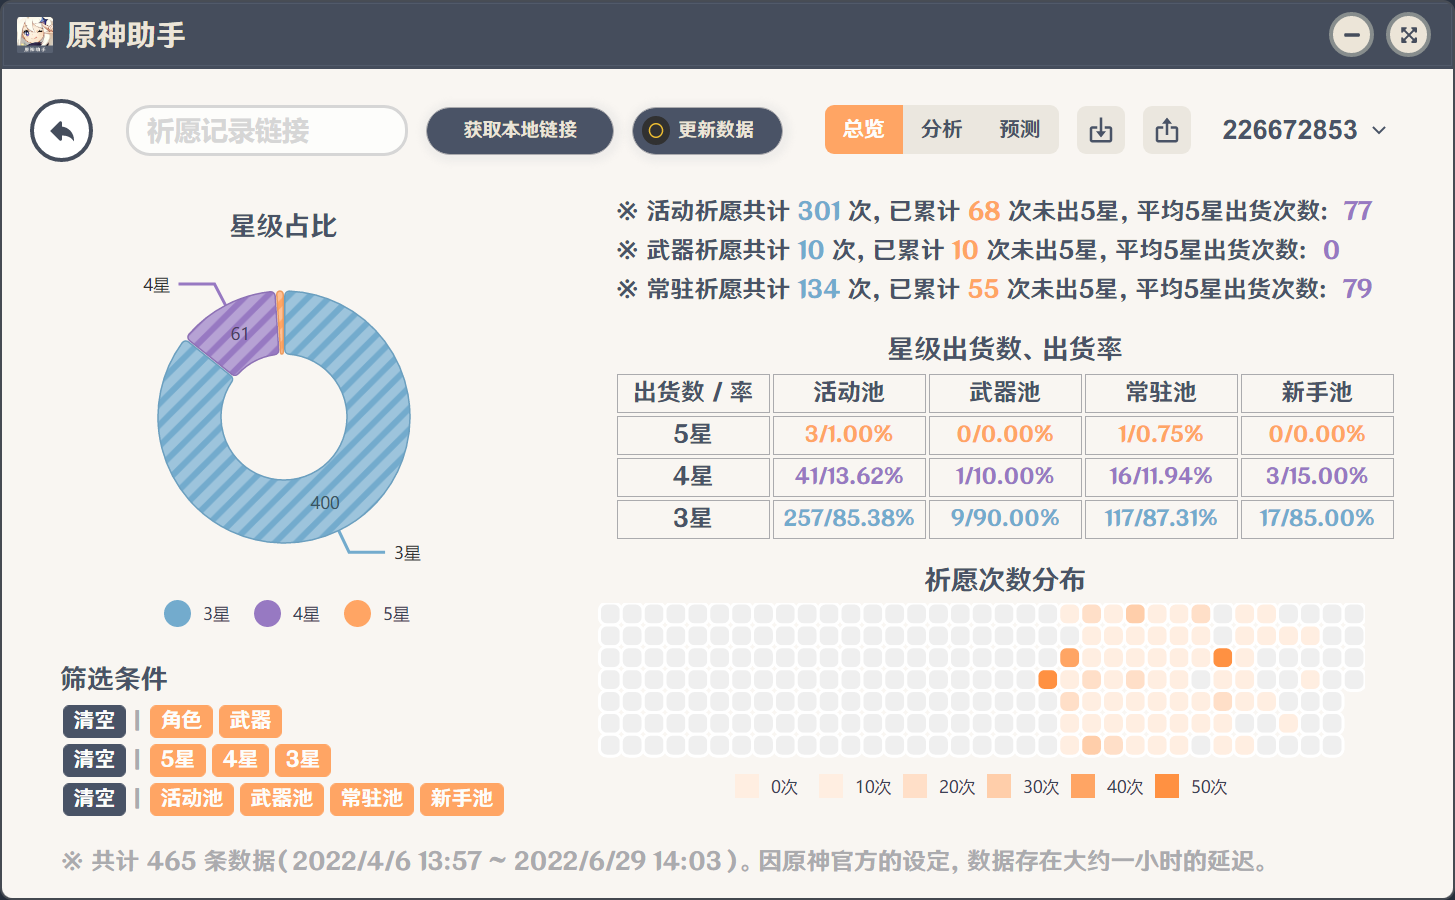 原神助手
祈愿记录链接
获取本地链接
更新数据
总览 分析 预测
226672853
星级占比
4星
61
400
3星
3星 4星 5星
※ 活动祈愿共计 301 次, 已累计 68 次未出5星, 平均5星出货次数: 77
※ 武器祈愿共计 10 次, 已累计 10 次未出5星, 平均5星出货次数: 0
※ 常驻祈愿共计 134 次, 已累计 55 次未出5星, 平均5星出货次数: 79
星级出货数、出货率
出货数 / 率 活动池 武器池 常驻池 新手池
5星 3/1.00% 0/0.00% 1/0.75% 0/0.00%
4星 41/13.62% 1/10.00% 16/11.94% 3/15.00%
3星 257/85.38% 9/90.00% 117/87.31% 17/85.00%
祈愿次数分布
0次 10次 20次 30次 40次 50次
筛选条件
清空 | 角色 武器
清空 | 5星 4星 3星
清空 | 活动池 武器池 常驻池 新手池
※ 共计 465 条数据(2022/4/6 13:57 ~ 2022/6/29 14:03)。因原神官方的设定, 数据存在大约一小时的延迟。